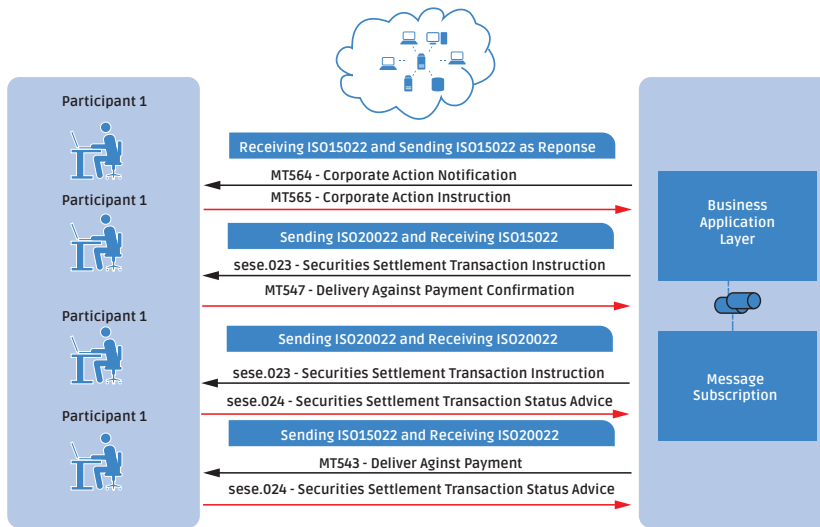 Participant 1
Receiving ISO15022 and Sending ISO15022 as Reponse
MT564 - Corporate Action Notification
Participant 1
MT565 - Corporate Action Instruction
Business
Application
Layer
Sending ISO20022 and Receiving ISO15022
sese.023 - Securities Settlement Transaction Instruction
MT547 - Delivery Against Payment Confirmation
Participant 1
Sending ISO20022 and Receiving ISO20022
sese.023 - Securities Settlement Transaction Instruction
Message
Subscription
sese.024 - Securities Settlement Transaction Status Advice
Participant 1
Sending ISO15022 and Receiving ISO20022
MT543 - Deliver Aginst Payment
sese.024 - Securities Settlement Transaction Status Advice